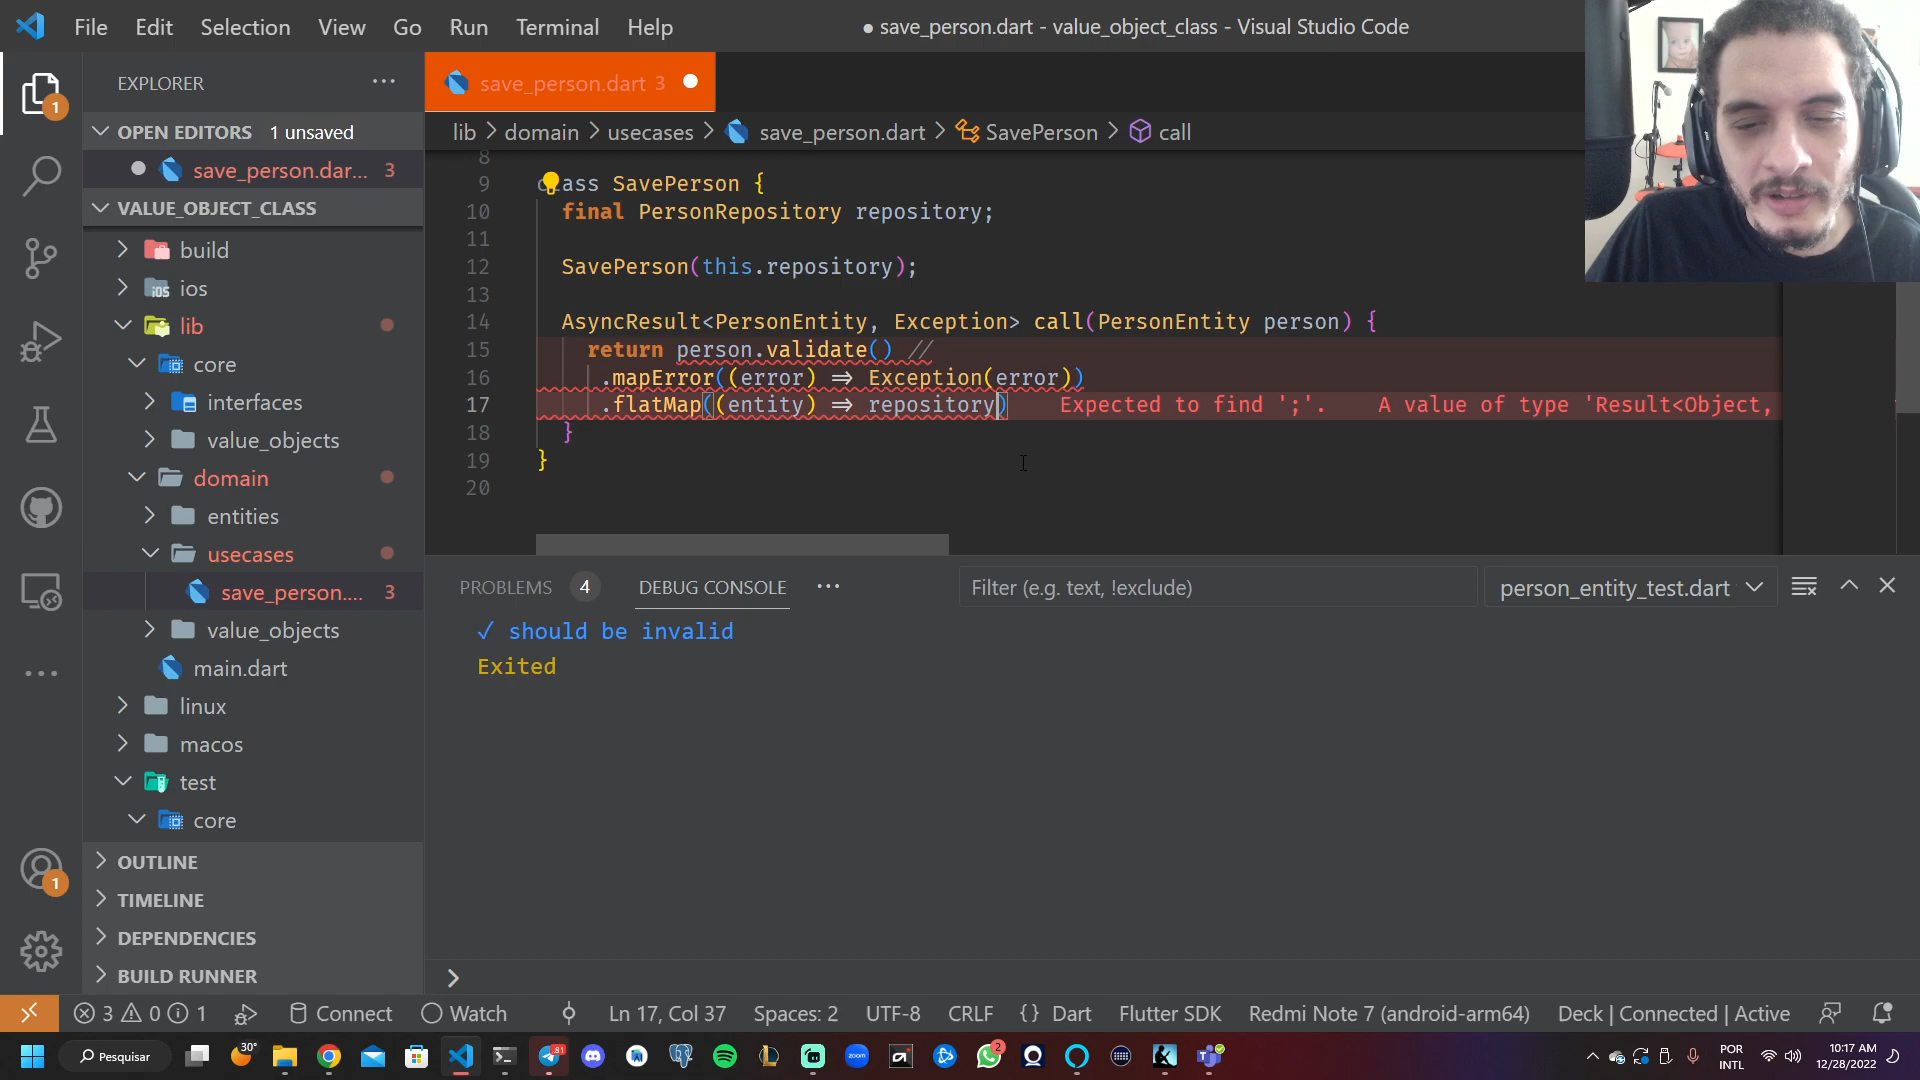 File Edit Selection View Go Run Terminal Help
● save_person.dart - value_object_class - Visual Studio Code
EXPLORER ···
1
OPEN EDITORS 1 unsaved
save_person.dar... 3
VALUE_OBJECT_CLASS
build
ios
lib
core
interfaces
value_objects
domain
entities
usecases
save_person.... 3
value_objects
main.dart
linux
macos
test
core
OUTLINE
TIMELINE
DEPENDENCIES
BUILD RUNNER
1
save_person.dart 3
lib > domain > usecases > save_person.dart > SavePerson > call
8
9 class SavePerson {
10 final PersonRepository repository;
11
12 SavePerson(this.repository);
13
14 AsyncResult<PersonEntity, Exception> call(PersonEntity person) {
15 return person.validate() //
16 .mapError((error) => Exception(error))
17 .flatMap((entity) => repository) Expected to find ';'. A value of type 'Result<Object,
18 }
19 }
20
PROBLEMS 4 DEBUG CONSOLE ···
Filter (e.g. text, !exclude)
person_entity_test.dart
✓ should be invalid
Exited
>
3 0 1 Connect Watch Ln 17, Col 37 Spaces: 2 UTF-8 CRLF {} Dart Flutter SDK Redmi Note 7 (android-arm64) Deck | Connected | Active
Pesquisar
30°
81
zoom
2
POR
INTL
10:17 AM
12/28/2022